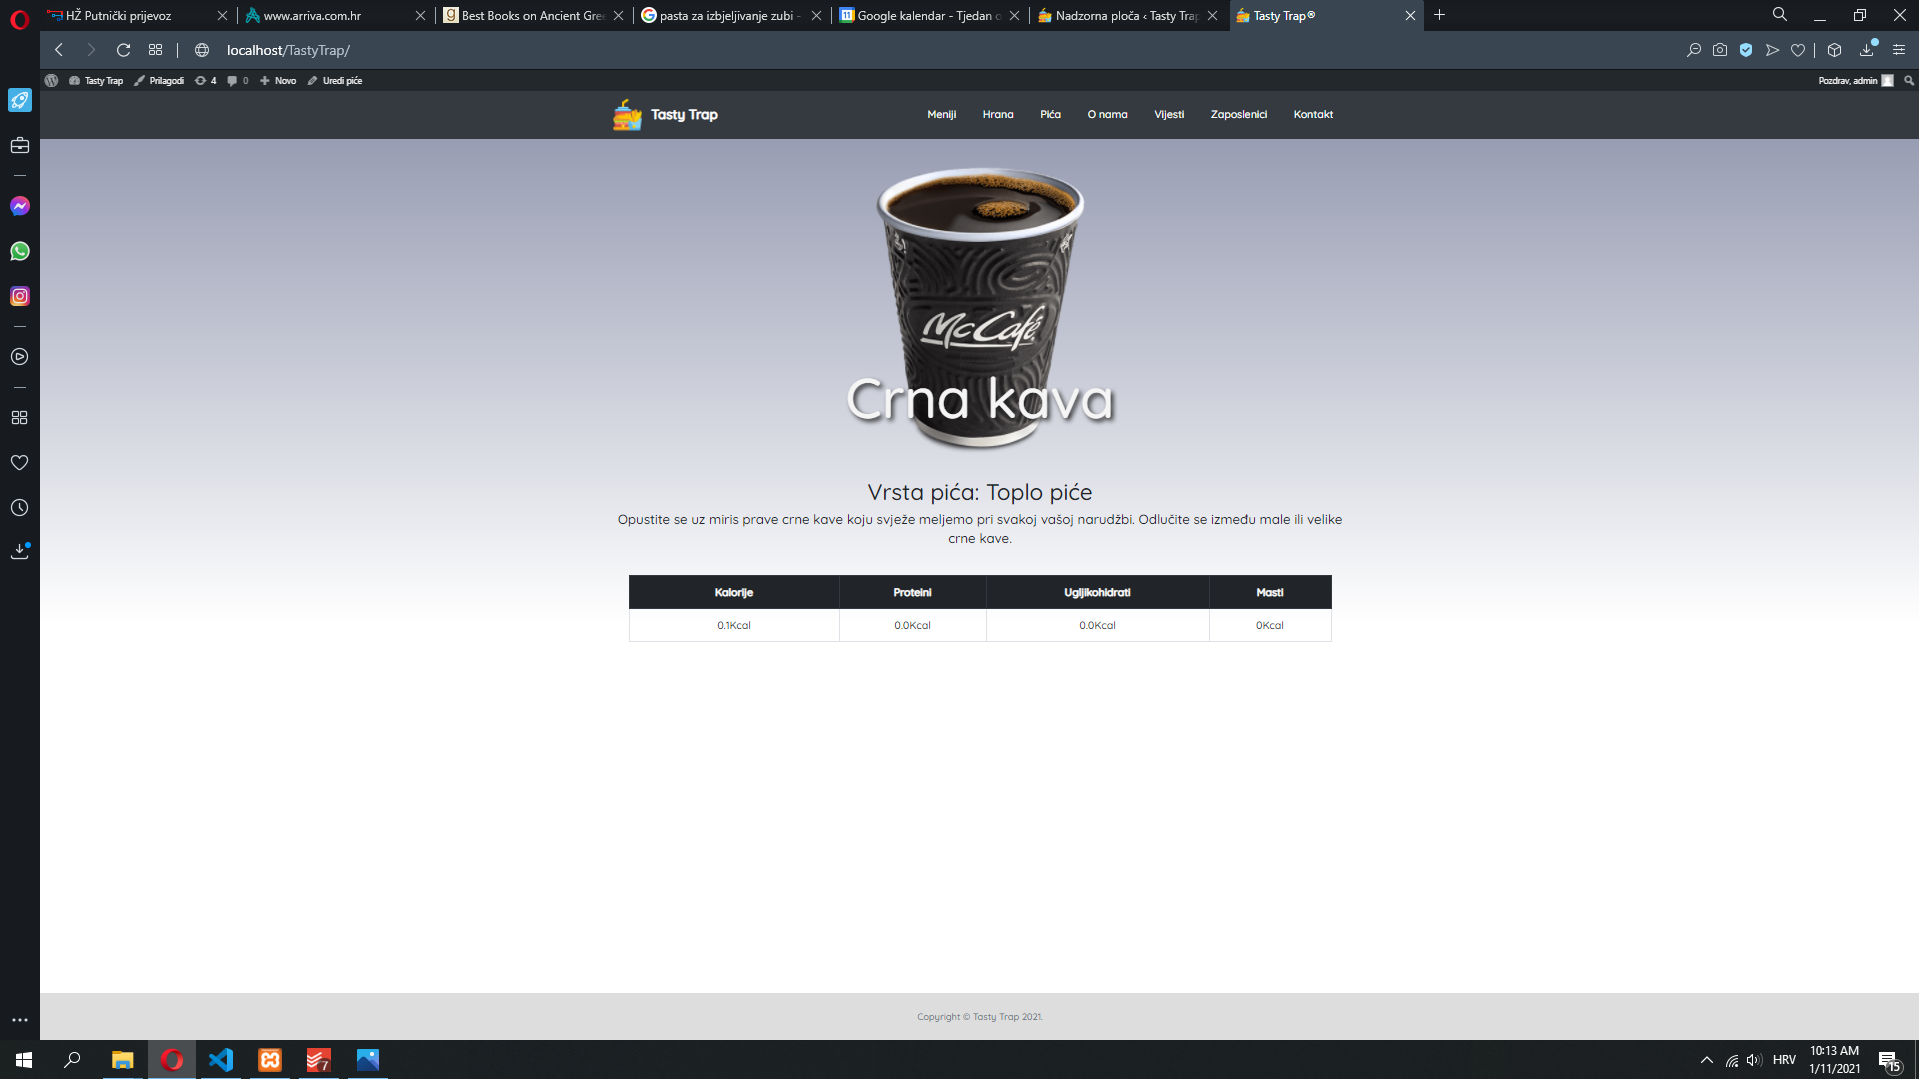 HŽ Putnički prijevoz
www.arriva.com.hr
Best Books on Ancient Gre
pasta za izbjeljivanje zubi -
11 Google kalendar - Tjedan o
Nadzorna ploča ‹ Tasty Trap
Tasty Trap®
localhost/TastyTrap/
Tasty Trap Prilagodi 4 0 Novo Uredi piće Pozdrav, admin
Tasty Trap Meniji Hrana Pića O nama Vijesti Zaposlenici Kontakt
McCafé
Crna kava
Vrsta pića: Toplo piće
Opustite se uz miris prave crne kave koju svježe meljemo pri svakoj vašoj narudžbi. Odlučite se između male ili velike
crne kave.
Kalorije Proteini Ugljikohidrati Masti
0.1Kcal 0.0Kcal 0.0Kcal 0Kcal
Copyright © Tasty Trap 2021.
7
HRV
10:13 AM
1/11/2021
15